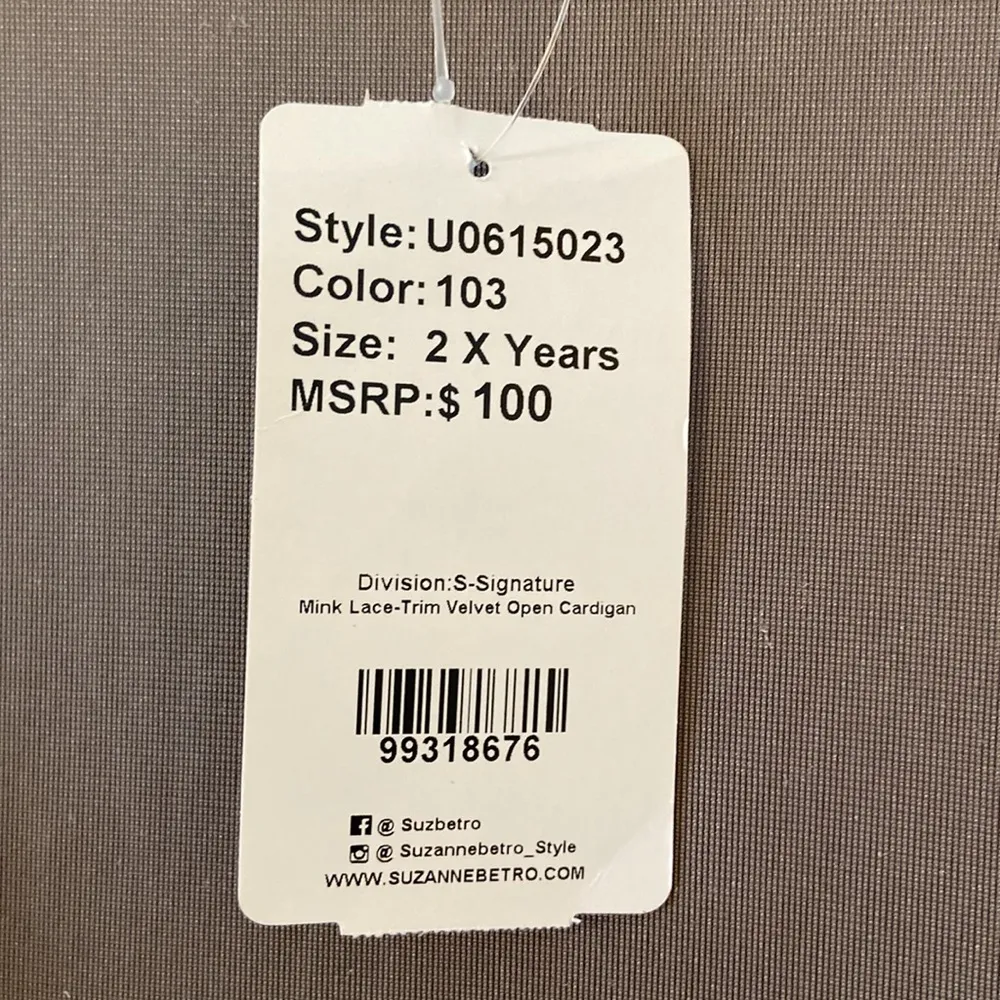 Style: U0615023
Color: 103
Size: 2 X Years
MSRP:$ 100
Division:S-Signature
Mink Lace-Trim Velvet Open Cardigan
99318676
@ Suzbetro
@ Suzannebetro_Style
WWW.SUZANNEBETRO.COM